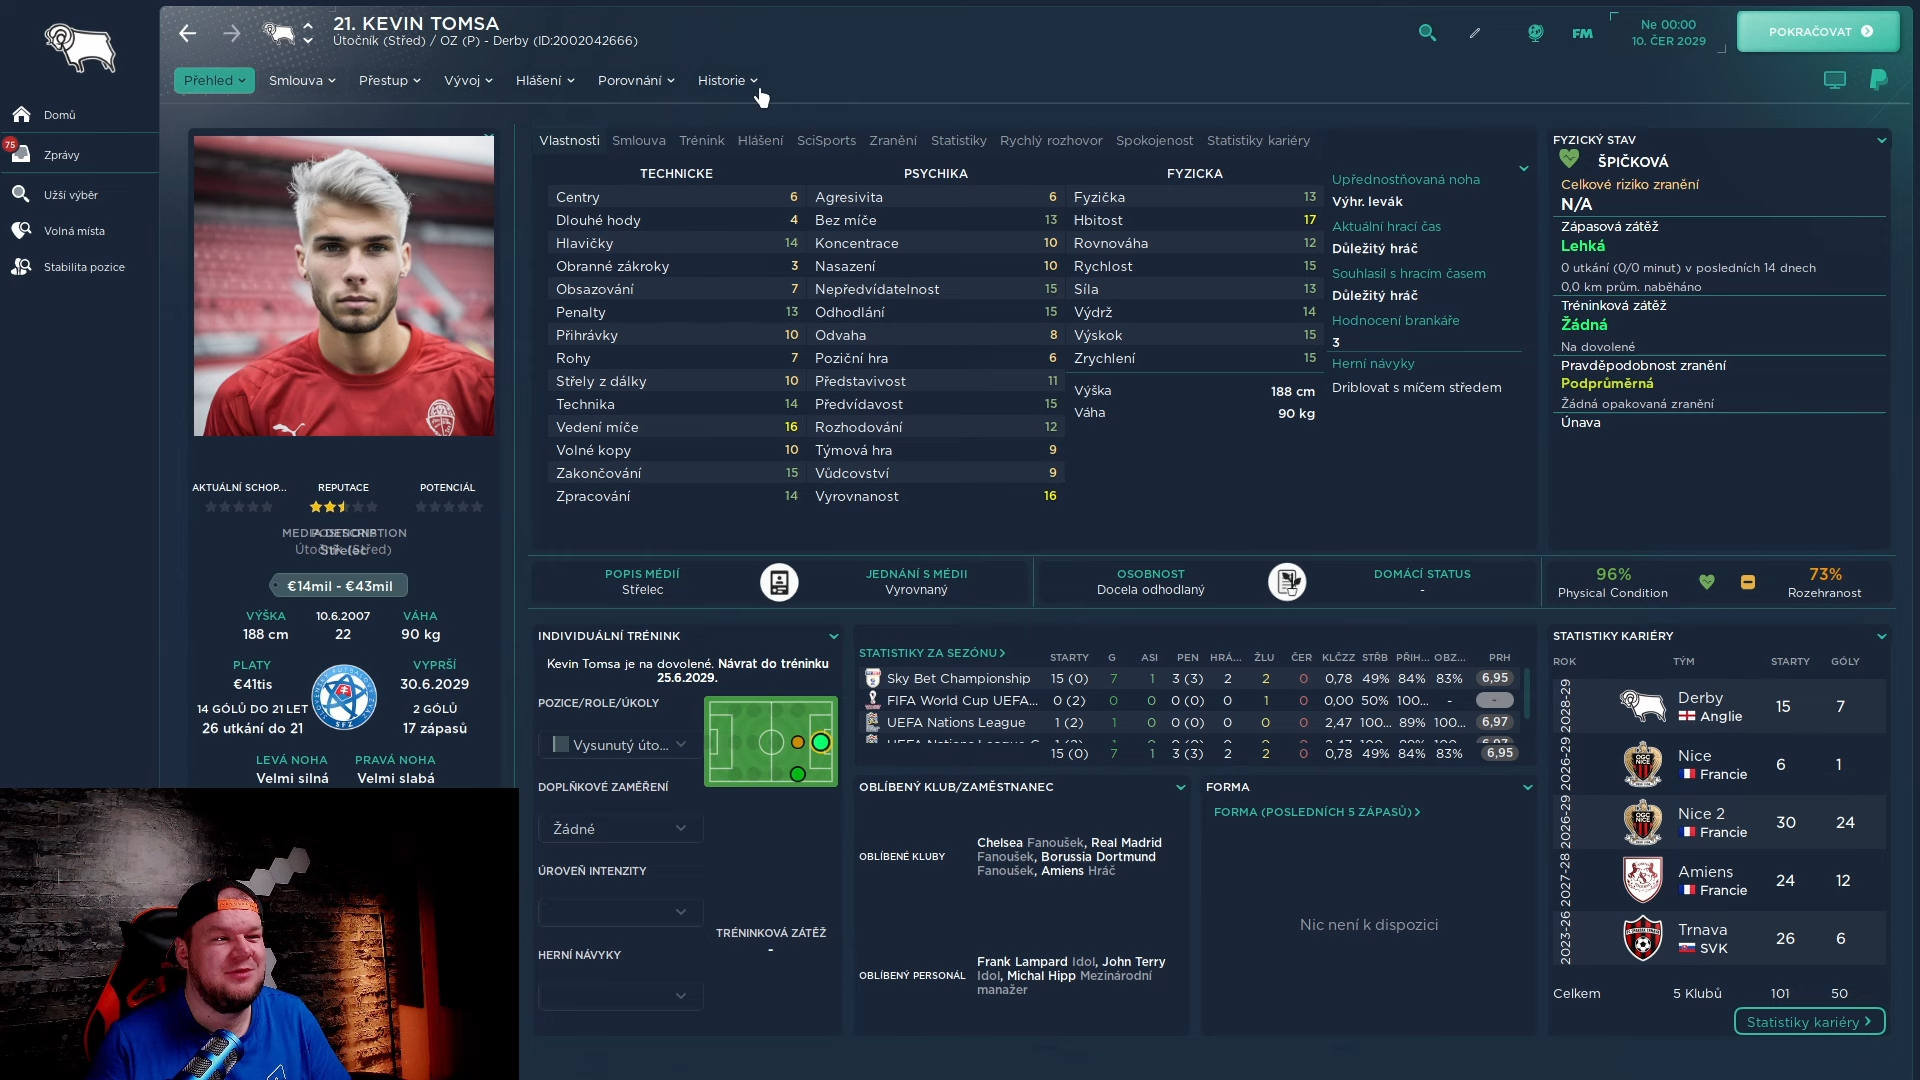 21. KEVIN TOMSA
Útočník (Střed) / OZ (P) - Derby (ID:2002042666)
FM
Ne 00:00
10. ČER 2029
POKRAČOVAT
Přehled
Smlouva
Přestup
Vývoj
Hlášení
Porovnání
Historie
Domů
75
Zprávy
Užší výběr
Volná místa
Stabilita pozice
AKTUÁLNÍ SCHOP...
REPUTACE
POTENCIÁL
€14mil - €43mil
VÝŠKA 10.6.2007 VÁHA
188 cm 22 90 kg
PLATY VYPRŠÍ
€41tis 30.6.2029
14 GÓLŮ DO 21 LET 2 GÓLŮ
26 utkání do 21 17 zápasů
SFZ
LEVÁ NOHA PRAVÁ NOHA
Velmi silná Velmi slabá
Vlastnosti Smlouva Trénink Hlášení SciSports Zranění Statistiky Rychlý rozhovor Spokojenost Statistiky kariéry
TECHNICKE
Centry 6
Dlouhé hody 4
Hlavičky 14
Obranné zákroky 3
Obsazování 7
Penalty 13
Přihrávky 10
Rohy 7
Střely z dálky 10
Technika 14
Vedení míče 16
Volné kopy 10
Zakončování 15
Zpracování 14
PSYCHIKA
Agresivita 6
Bez míče 13
Koncentrace 10
Nasazení 10
Nepředvídatelnost 15
Odhodlání 15
Odvaha 8
Poziční hra 6
Představivost 11
Předvídavost 15
Rozhodování 12
Týmová hra 9
Vůdcovství 9
Vyrovnanost 16
FYZICKA
Fyzička 13
Hbitost 17
Rovnováha 12
Rychlost 15
Síla 13
Výdrž 14
Výskok 15
Zrychlení 15
Výška 188 cm
Váha 90 kg
Upřednostňovaná noha
Výhr. levák
Aktuální hrací čas
Důležitý hráč
Souhlasil s hracím časem
Důležitý hráč
Hodnocení brankáře
3
Herní návyky
Driblovat s míčem středem
FYZICKÝ STAV
ŠPIČKOVÁ
Celkové riziko zranění
N/A
Zápasová zátěž
Lehká
0 utkání (0/0 minut) v posledních 14 dnech
0,0 km prům. naběháno
Tréninková zátěž
Žádná
Na dovolené
Pravděpodobnost zranění
Podprůměrná
Žádná opakovaná zranění
Únava
POPIS MÉDIÍ
Střelec
JEDNÁNÍ S MÉDII
Vyrovnaný
OSOBNOST
Docela odhodlaný
DOMÁCÍ STATUS
-
96%
Physical Condition
73%
Rozehranost
INDIVIDUÁLNÍ TRÉNINK
Kevin Tomsa je na dovolené. Návrat do tréninku
25.6.2029.
POZICE/ROLE/ÚKOLY
Vysunutý úto...
DOPLŇKOVÉ ZAMĚŘENÍ
Žádné
ÚROVEŇ INTENZITY
HERNÍ NÁVYKY
TRÉNINKOVÁ ZÁTĚŽ
-
STATISTIKY ZA SEZÓNU STARTY G ASI PEN HRÁ... ŽLU ČER KLČZZ STŘB PŘIH... OBZ... PRH
Sky Bet Championship 15 (0) 7 1 3 (3) 2 2 0 0,78 49% 84% 83% 6,95
FIFA World Cup UEFA... 0 (2) 0 0 0 (0) 0 1 0 0,00 50% 100... - -
UEFA Nations League 1 (2) 1 0 0 (0) 0 0 0 2,47 100... 89% 100... 6,97
15 (0) 7 1 3 (3) 2 2 0 0,78 49% 84% 83% 6,95
OBLÍBENÝ KLUB/ZAMĚSTNANEC
OBLÍBENÉ KLUBY
Chelsea Fanoušek, Real Madrid
Fanoušek, Borussia Dortmund
Fanoušek, Amiens Hráč
OBLÍBENÝ PERSONÁL
Frank Lampard Idol, John Terry
Idol, Michal Hipp Mezinárodní
manažer
FORMA
FORMA (POSLEDNÍCH 5 ZÁPASŮ)
Nic není k dispozici
STATISTIKY KARIÉRY
ROK TÝM STARTY GÓLY
2028-29 Derby Anglie 15 7
2026-29 Nice Francie 6 1
2026-29 Nice 2 Francie 30 24
2027-28 Amiens Francie 24 12
2023-26 Trnava SVK 26 6
Celkem 5 Klubů 101 50
Statistiky kariéry